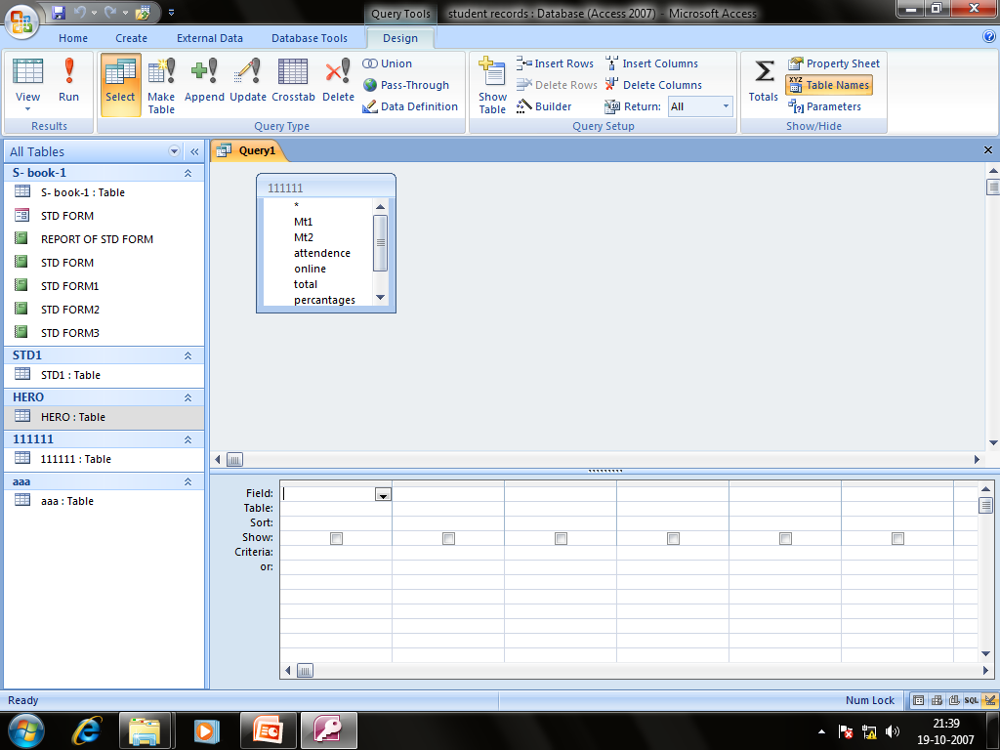 Query Tools
student records : Database (Access 2007) - Microsoft Access
Home Create External Data Database Tools Design
View
Run
Results
Select
Make Table
Append
Update
Crosstab
Delete
Union
Pass-Through
Data Definition
Query Type
Show Table
Insert Rows
Delete Rows
Builder
Insert Columns
Delete Columns
Return: All
Query Setup
Σ
Totals
Property Sheet
XYZ Table Names
[?] Parameters
Show/Hide
All Tables «
S- book-1
S- book-1 : Table
STD FORM
REPORT OF STD FORM
STD FORM
STD FORM1
STD FORM2
STD FORM3
STD1
STD1 : Table
HERO
HERO : Table
111111
111111 : Table
aaa
aaa : Table
Query1
111111
*
Mt1
Mt2
attendence
online
total
percantages
Field:
Table:
Sort:
Show:
Criteria:
or:
Ready
Num Lock
SQL
21:39
19-10-2007